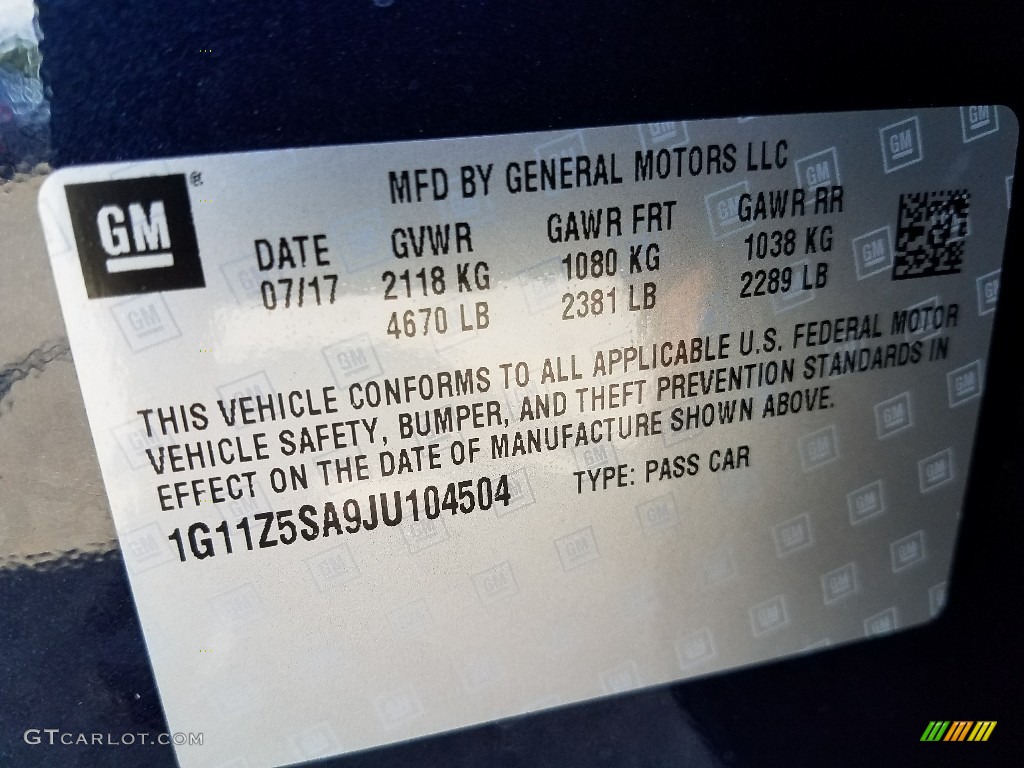 GM®
MFD BY GENERAL MOTORS LLC
DATE GVWR GAWR FRT GAWR RR
07/17 2118 KG 1080 KG 1038 KG
4670 LB 2381 LB 2289 LB
THIS VEHICLE CONFORMS TO ALL APPLICABLE U.S. FEDERAL MOTOR
VEHICLE SAFETY, BUMPER, AND THEFT PREVENTION STANDARDS IN
EFFECT ON THE DATE OF MANUFACTURE SHOWN ABOVE.
1G11Z5SA9JU104504 TYPE: PASS CAR
GTCARLOT.COM